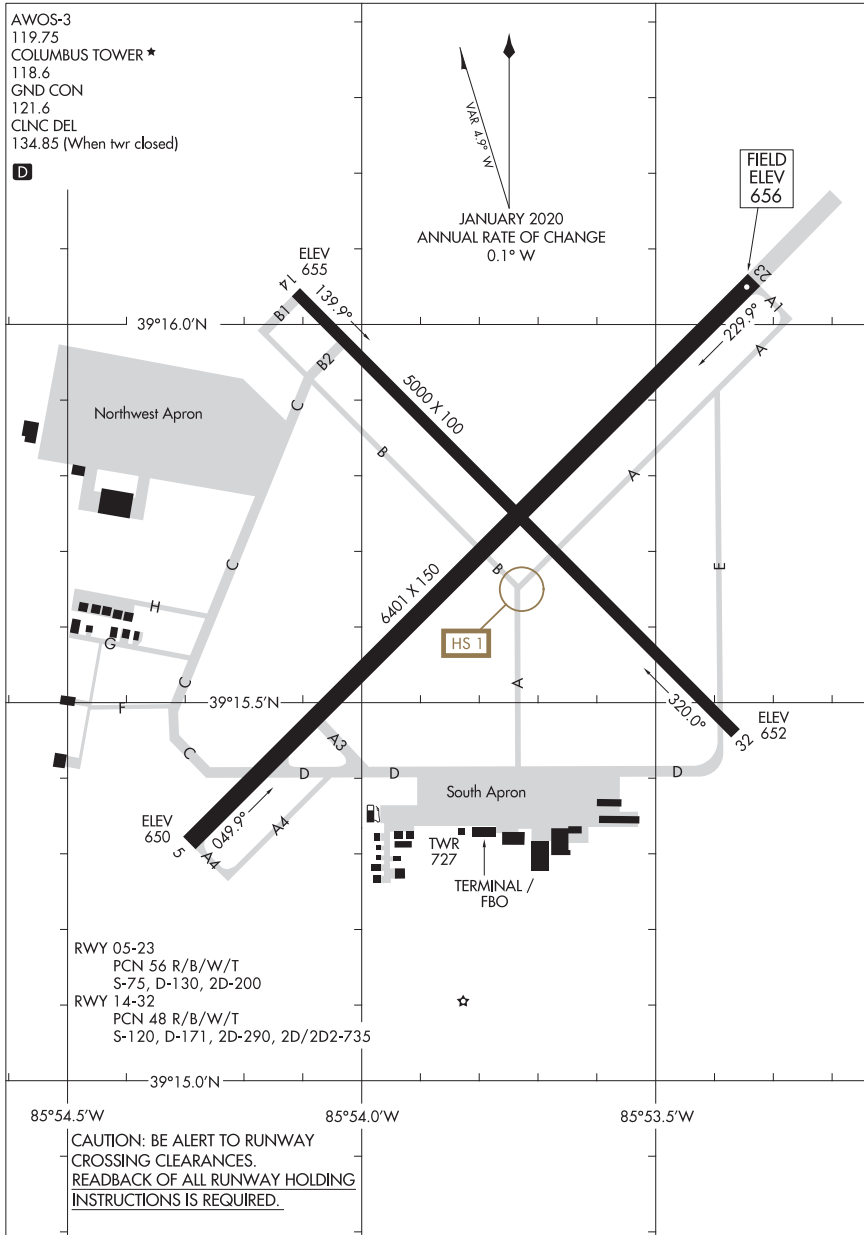 AWOS-3
119.75
COLUMBUS TOWER ★
118.6
GND CON
121.6
CLNC DEL
134.85 (When twr closed)
D
VAR 4.9° W
JANUARY 2020
ANNUAL RATE OF CHANGE
0.1° W
FIELD
ELEV
656
ELEV
655
14
139.9°
23
A1
229.9°
A
B1
B2
39°16.0'N
5000 X 100
C
Northwest Apron
B
A
C
E
B
6401 X 150
HS 1
H
G
A
C
F
39°15.5'N
320.0°
ELEV
652
32
A3
C
D
D
D
South Apron
ELEV
650
5
049.9°
A4
A4
TWR
727
TERMINAL /
FBO
RWY 05-23
PCN 56 R/B/W/T
S-75, D-130, 2D-200
RWY 14-32
PCN 48 R/B/W/T
S-120, D-171, 2D-290, 2D/2D2-735
39°15.0'N
85°54.5'W
85°54.0'W
85°53.5'W
CAUTION: BE ALERT TO RUNWAY
CROSSING CLEARANCES.
READBACK OF ALL RUNWAY HOLDING
INSTRUCTIONS IS REQUIRED.